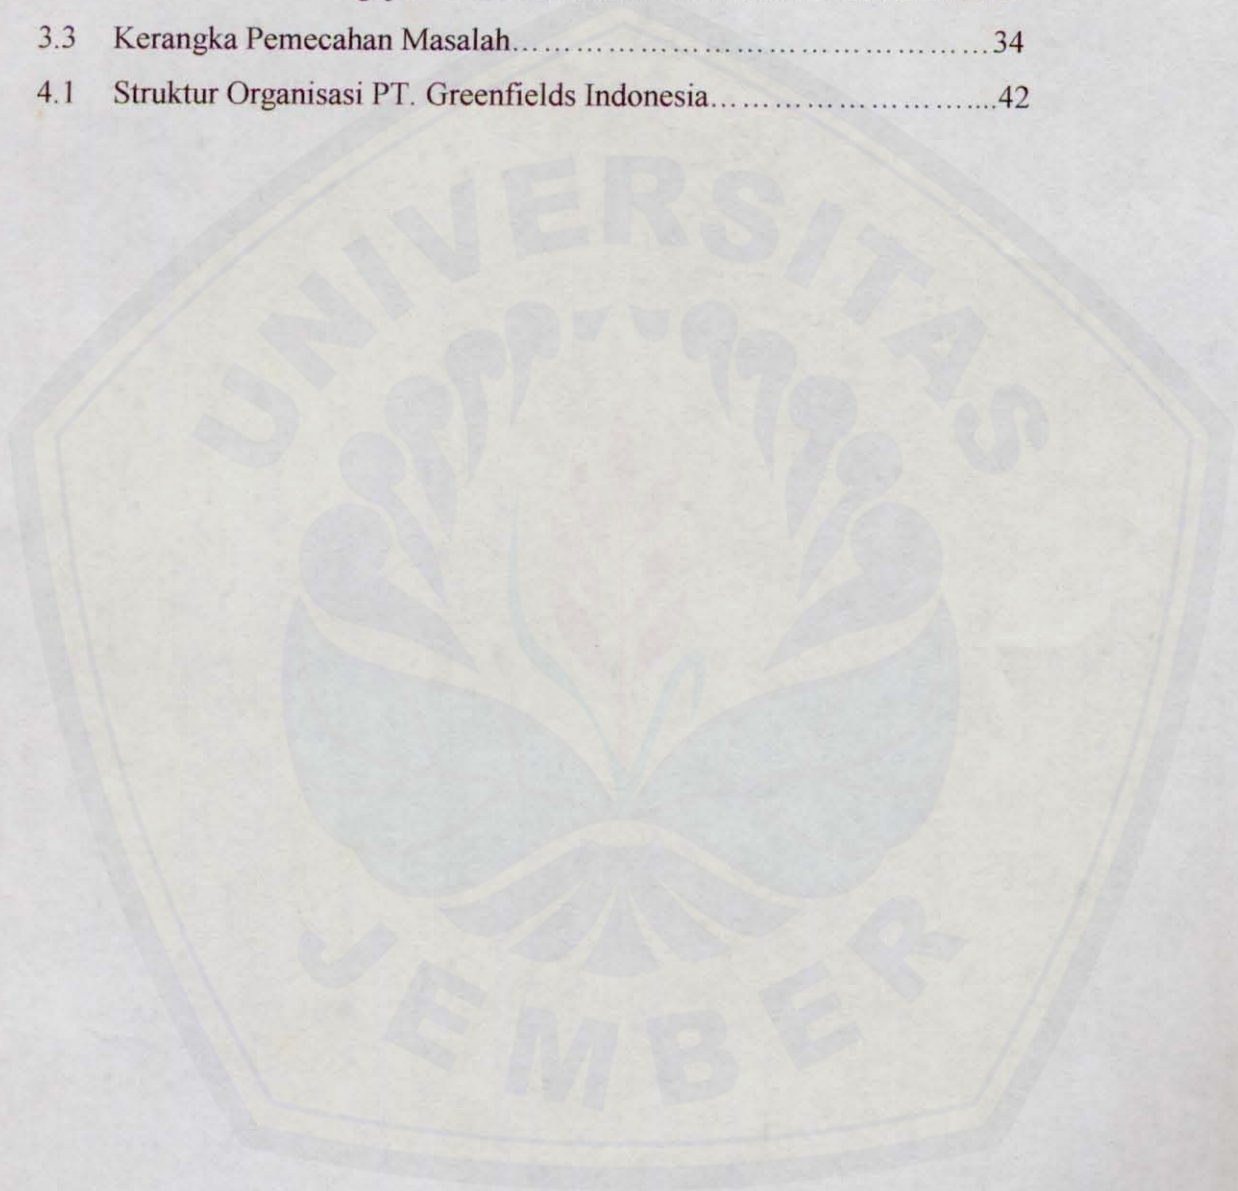 3.3 Kerangka Pemecahan Masalah……………………………………….34
4.1 Struktur Organisasi PT. Greenfields Indonesia……………………….42
UNIVERSITAS
JEMBER